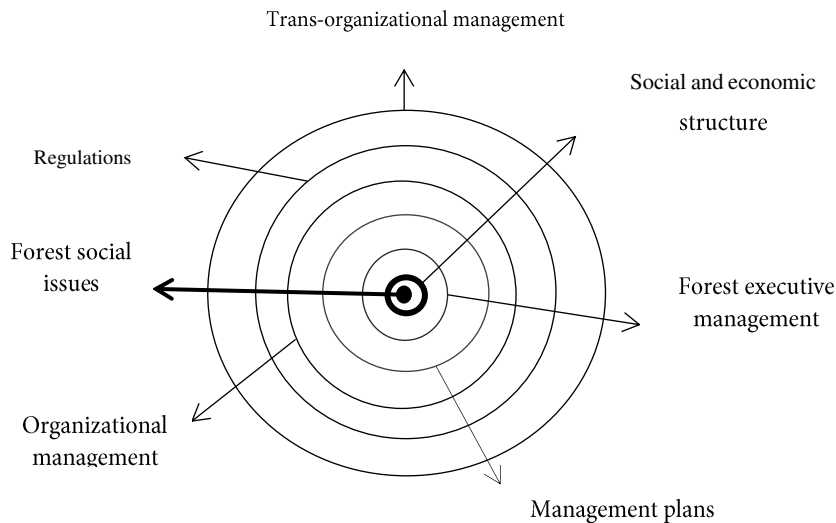 Trans-organizational management
Social and economic
structure
Regulations
Forest social
issues
Forest executive
management
Organizational
management
Management plans